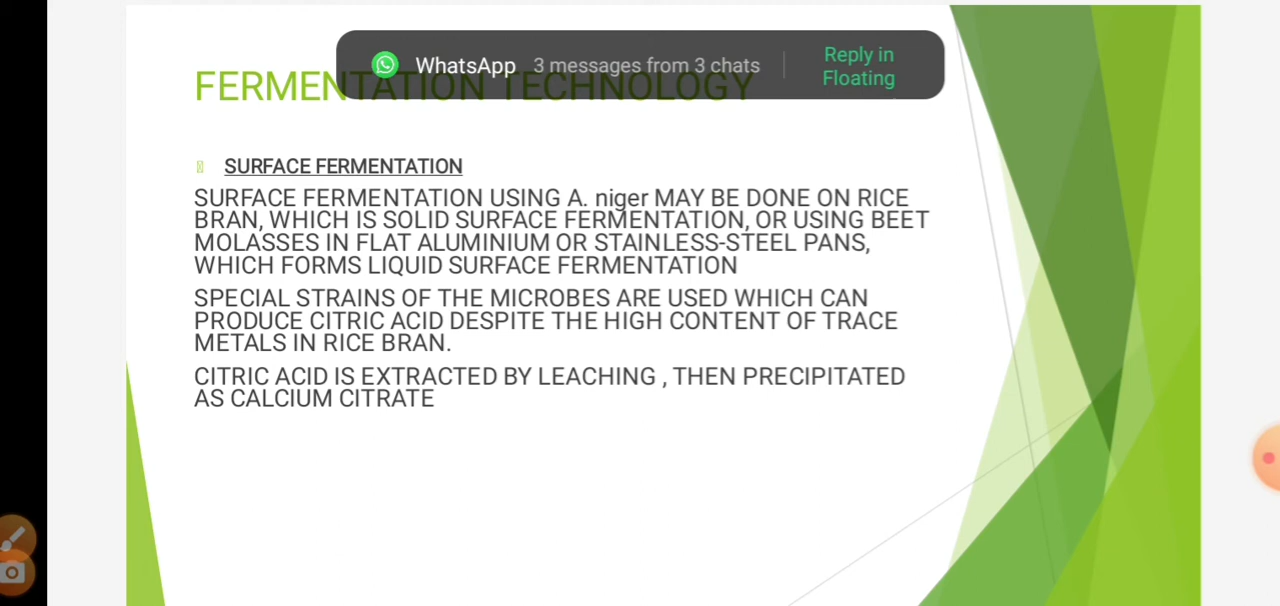 WhatsApp 3 messages from 3 chats
Reply in
Floating
FERMENTATION TECHNOLOGY
SURFACE FERMENTATION
SURFACE FERMENTATION USING A. niger MAY BE DONE ON RICE
BRAN, WHICH IS SOLID SURFACE FERMENTATION, OR USING BEET
MOLASSES IN FLAT ALUMINIUM OR STAINLESS-STEEL PANS,
WHICH FORMS LIQUID SURFACE FERMENTATION
SPECIAL STRAINS OF THE MICROBES ARE USED WHICH CAN
PRODUCE CITRIC ACID DESPITE THE HIGH CONTENT OF TRACE
METALS IN RICE BRAN.
CITRIC ACID IS EXTRACTED BY LEACHING , THEN PRECIPITATED
AS CALCIUM CITRATE